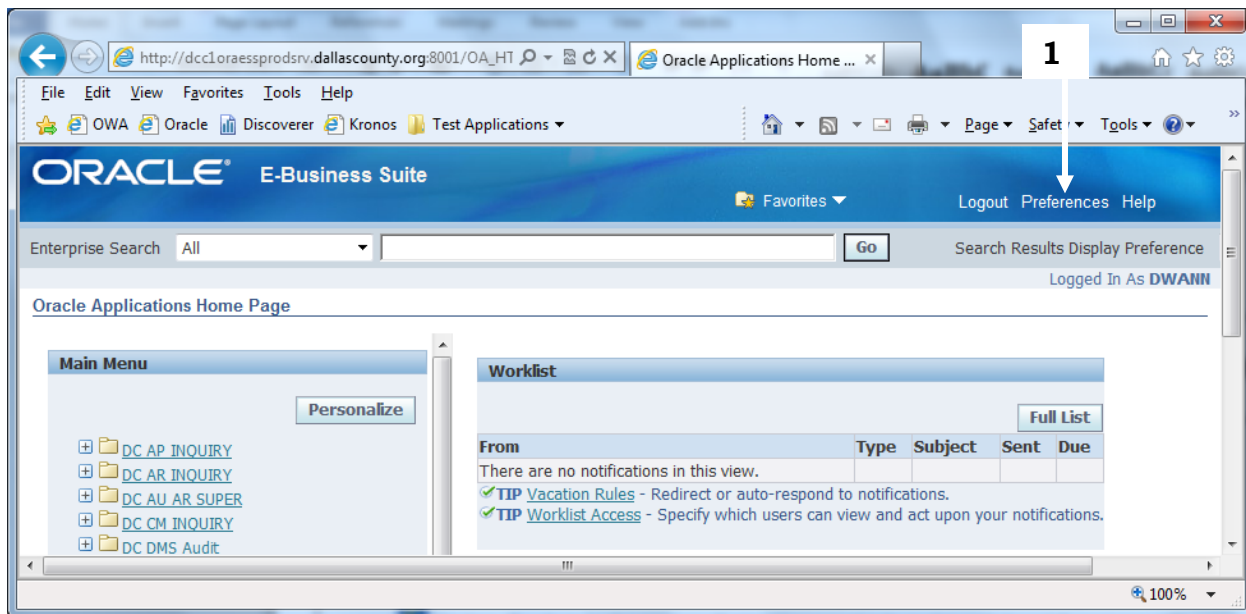 1
http://dcc1oraessprodsrv.dallascounty.org:8001/OA_HT
Oracle Applications Home ...
File Edit View Favorites Tools Help
OWA Oracle Discoverer Kronos Test Applications
Page Safety Tools
ORACLE® E-Business Suite
Favorites Logout Preferences Help
Enterprise Search All Go Search Results Display Preference
Logged In As DWANN
Oracle Applications Home Page
Main Menu
Personalize
DC AP INQUIRY
DC AR INQUIRY
DC AU AR SUPER
DC CM INQUIRY
DC DMS Audit
Worklist
Full List
From Type Subject Sent Due
There are no notifications in this view.
TIP Vacation Rules - Redirect or auto-respond to notifications.
TIP Worklist Access - Specify which users can view and act upon your notifications.
100%